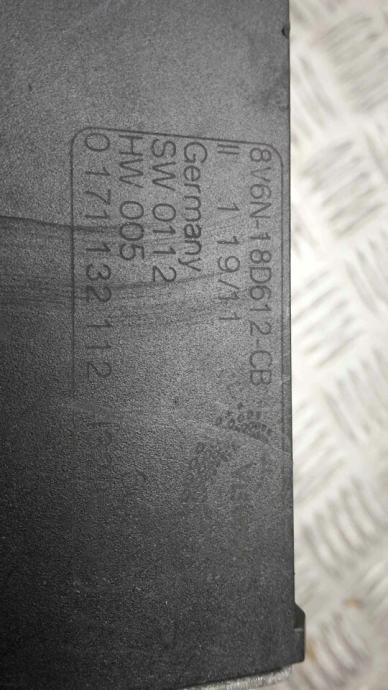 8V6N-18D612-CB
II 1 19/11
Germany
SW 0112
HW 005
0 171 132 112